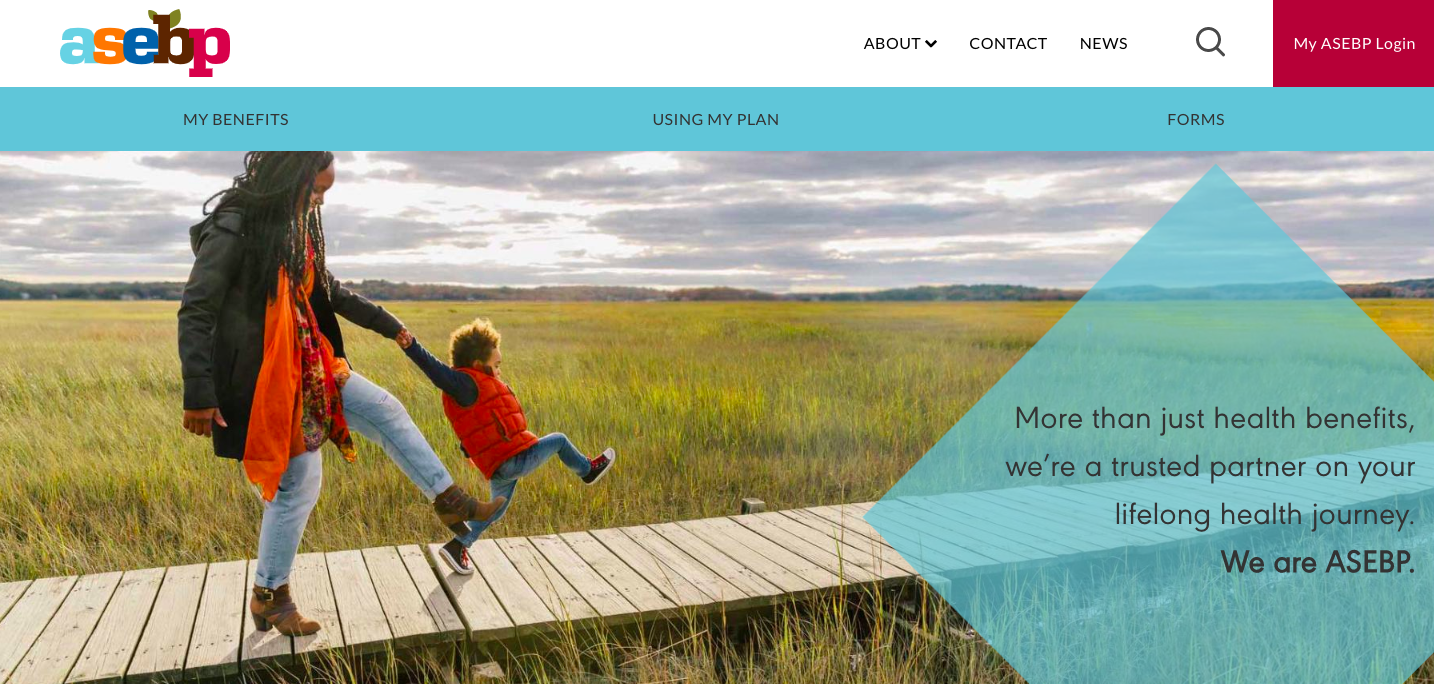 asebp
ABOUT
CONTACT
NEWS
My ASEBP Login
MY BENEFITS
USING MY PLAN
FORMS
More than just health benefits,
we’re a trusted partner on your
lifelong health journey.
We are ASEBP.